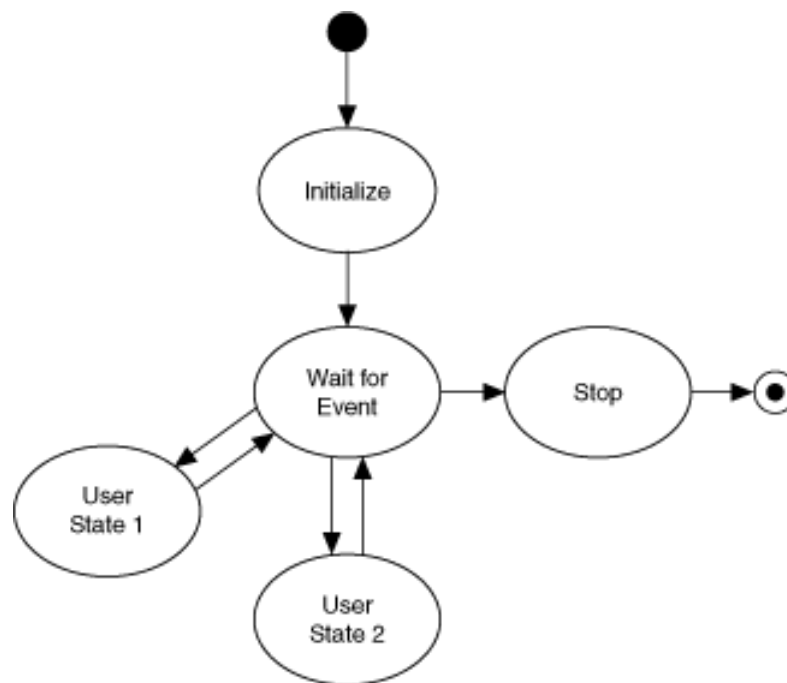 Initialize
Wait for
Event
Stop
User
State 1
User
State 2